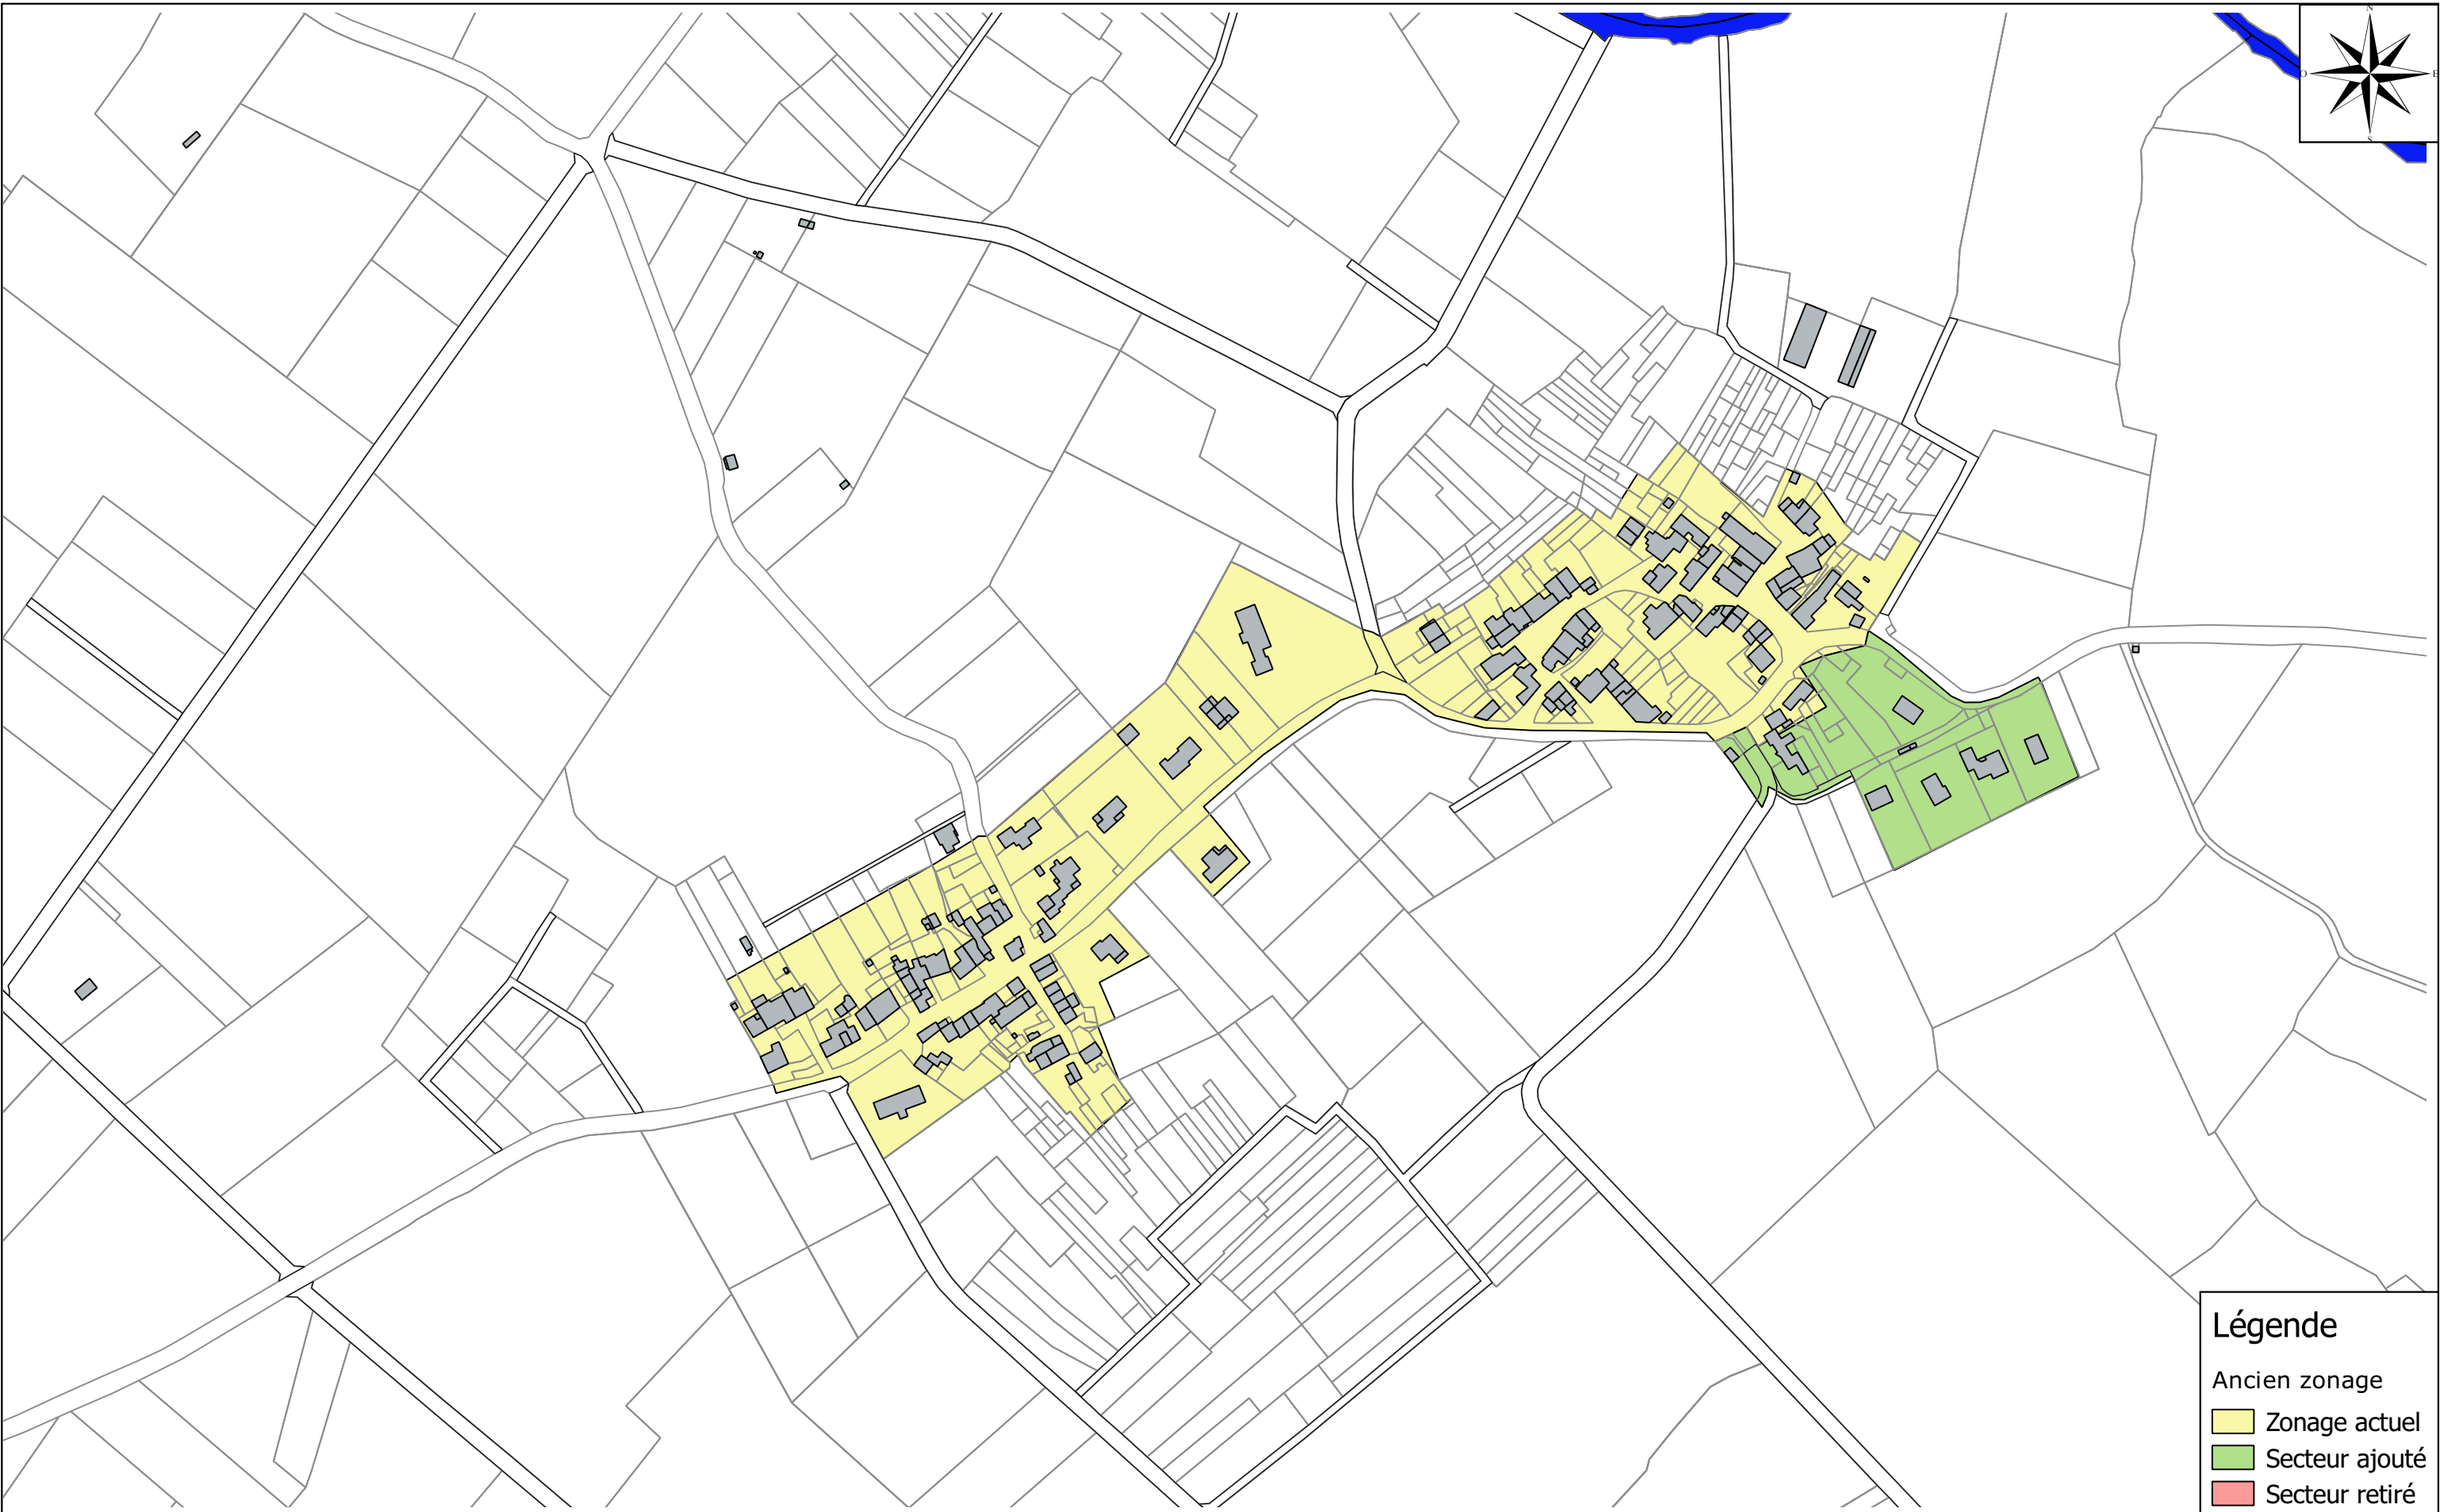 N
O
E
S
Légende
Ancien zonage
Zonage actuel
Secteur ajouté
Secteur retiré